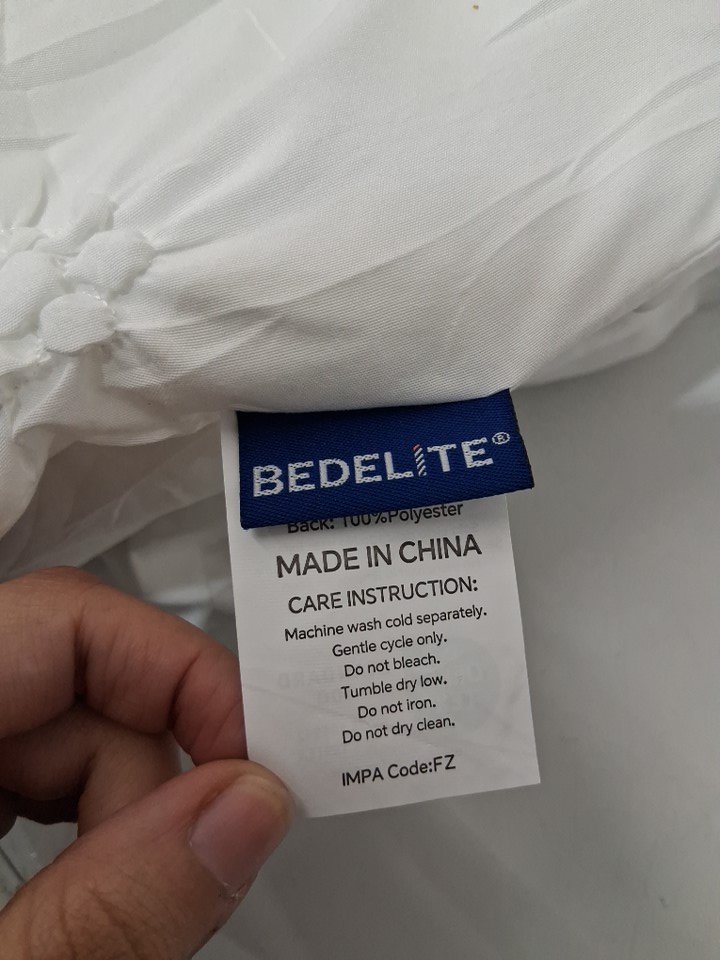 BEDELITE®
Back: 100%Polyester
MADE IN CHINA
CARE INSTRUCTION:
Machine wash cold separately.
Gentle cycle only.
Do not bleach.
Tumble dry low.
Do not iron.
Do not dry clean.
IMPA Code:FZ